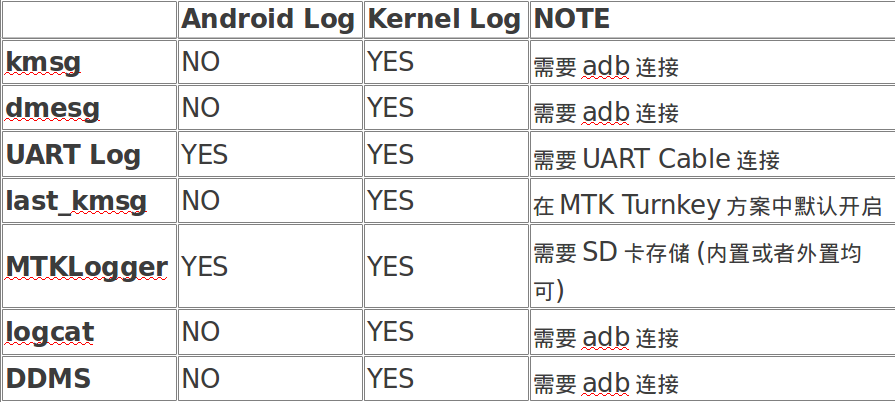 Android Log Kernel Log NOTE
kmsg NO YES 需要 adb 连接
dmesg NO YES 需要 adb 连接
UART Log YES YES 需要 UART Cable 连接
last_kmsg NO YES 在 MTK Turnkey 方案中默认开启
MTKLogger YES YES 需要 SD 卡存储 (内置或者外置均
可)
logcat NO YES 需要 adb 连接
DDMS NO YES 需要 adb 连接